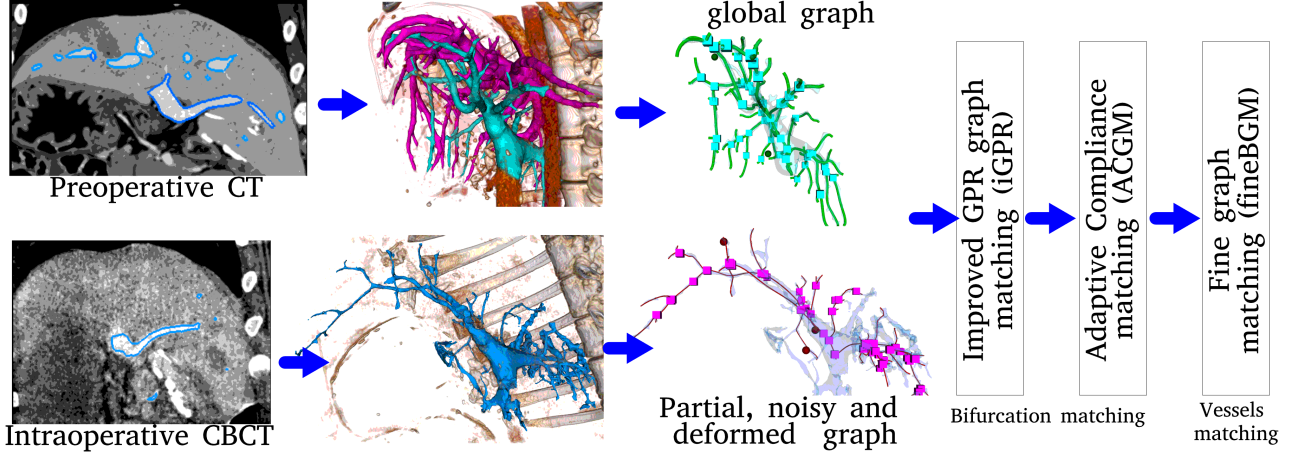 global graph
Preoperative CT
Intraoperative CBCT
Partial, noisy and
deformed graph
Improved GPR graph
matching (iGPR)
Adaptive Compliance
matching (ACGM)
Fine graph
matching (fineBGM)
Bifurcation matching
Vessels
matching